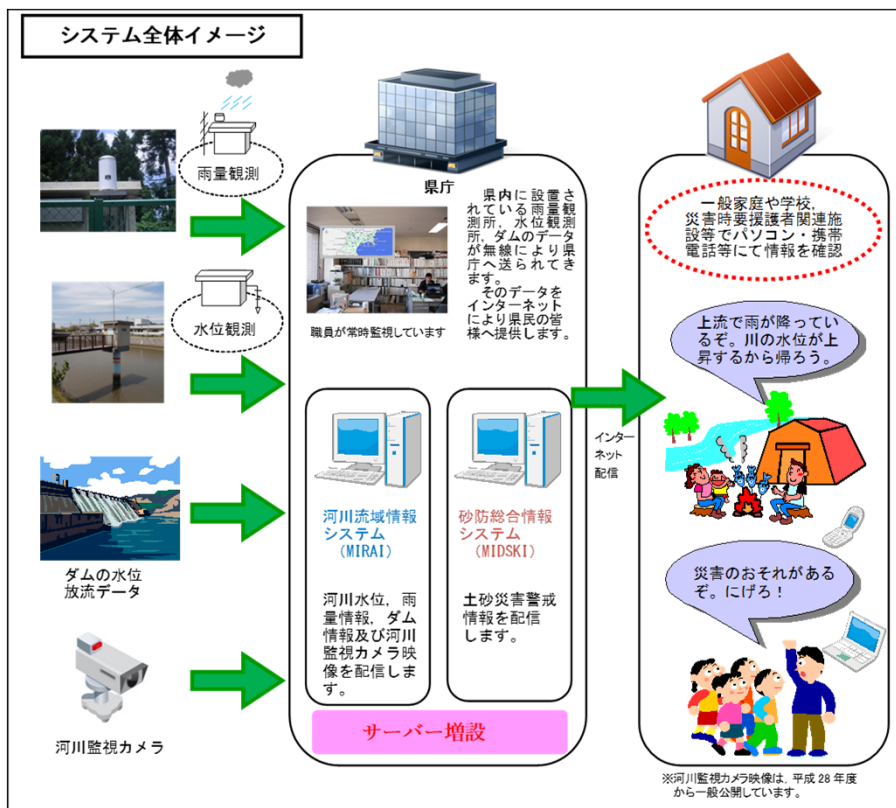 システム全体イメージ
雨量観測
水位観測
ダムの水位
放流データ
河川監視カメラ
県庁
県内に設置さ
れている雨量観
測所，水位観測
所，ダムのデータ
が無線により県
庁へ送られてき
ます。
そのデータを
インターネット
により県民の皆
様へ提供します。
職員が常時監視しています
河川流域情報
システム
（MIRAI）
河川水位，雨
量情報，ダム
情報及び河川
監視カメラ映
像を配信しま
す。
砂防総合情報
システム
（MIDSKI）
土砂災害警戒
情報を配信
します。
サーバー増設
インター
ネット
配信
一般家庭や学校，
災害時要援護者関連施
設等でパソコン・携帯
電話等にて情報を確認
上流で雨が降ってい
るぞ。川の水位が上
昇するから帰ろう。
災害のおそれがある
ぞ。にげろ！
※河川監視カメラ映像は，平成28年度
から一般公開しています。